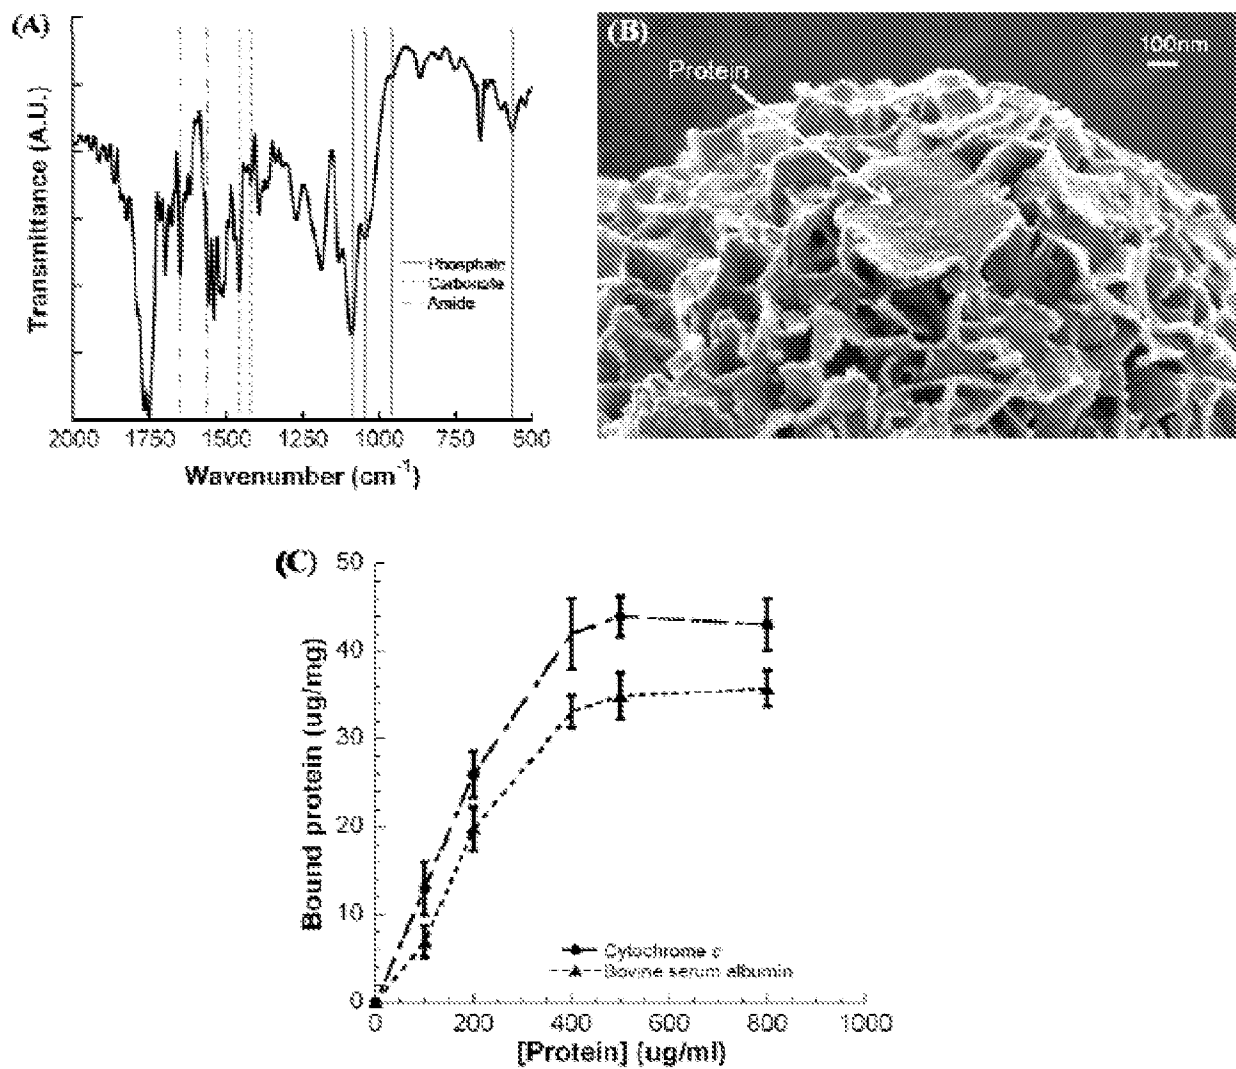 (A)
Transmittance (A.U.)
Phosphate
Carbonate
Amide
2000 1750 1500 1250 1000 750 500
Wavenumber (cm-1)
(B)
100nm
Protein
(C)
50
40
30
20
10
0
Bound protein (ug/mg)
Cytochrome c
Bovine serum albumin
0 200 400 600 800 1000
[Protein] (ug/ml)